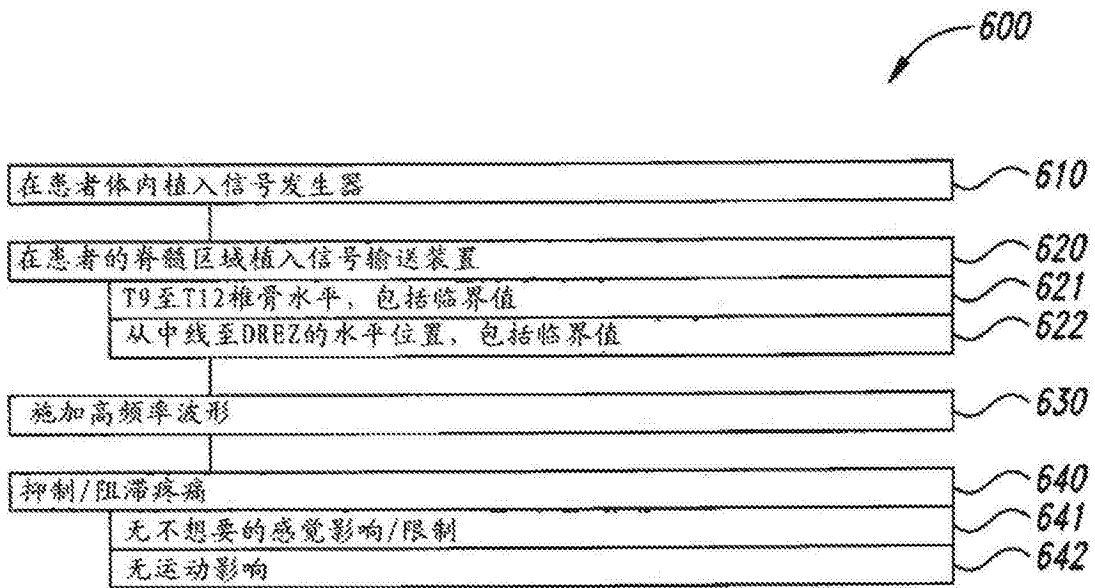 600
在患者体内植入信号发生器 610
在患者的脊髓区域植入信号输送装置 620
T9至T12椎骨水平，包括临界值 621
从中线至DREZ的水平位置，包括临界值 622
施加高频率波形 630
抑制/阻滞疼痛 640
无不想要的感觉影响/限制 641
无运动影响 642